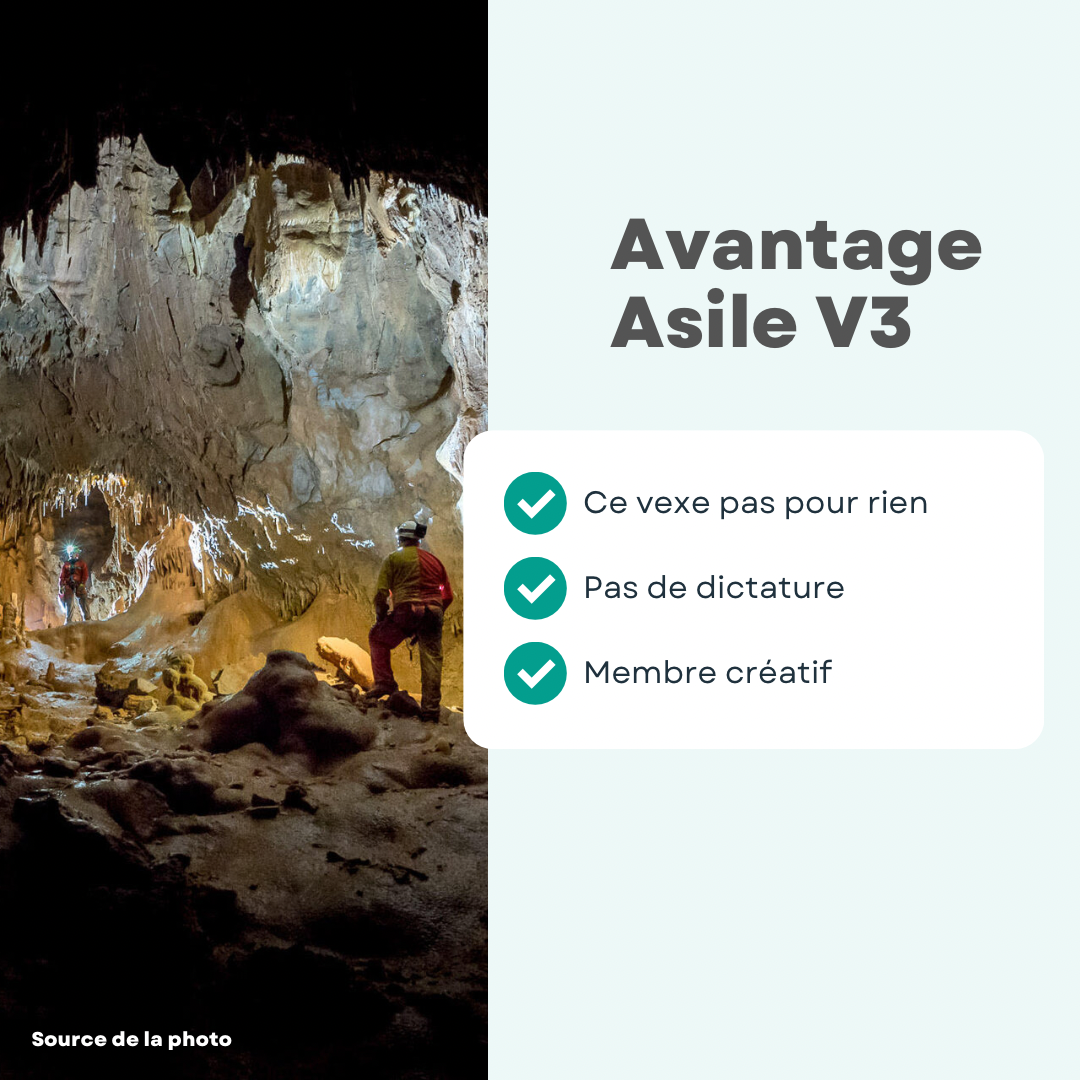 Avantage
Asile V3
Ce vexe pas pour rien
Pas de dictature
Membre créatif
Source de la photo